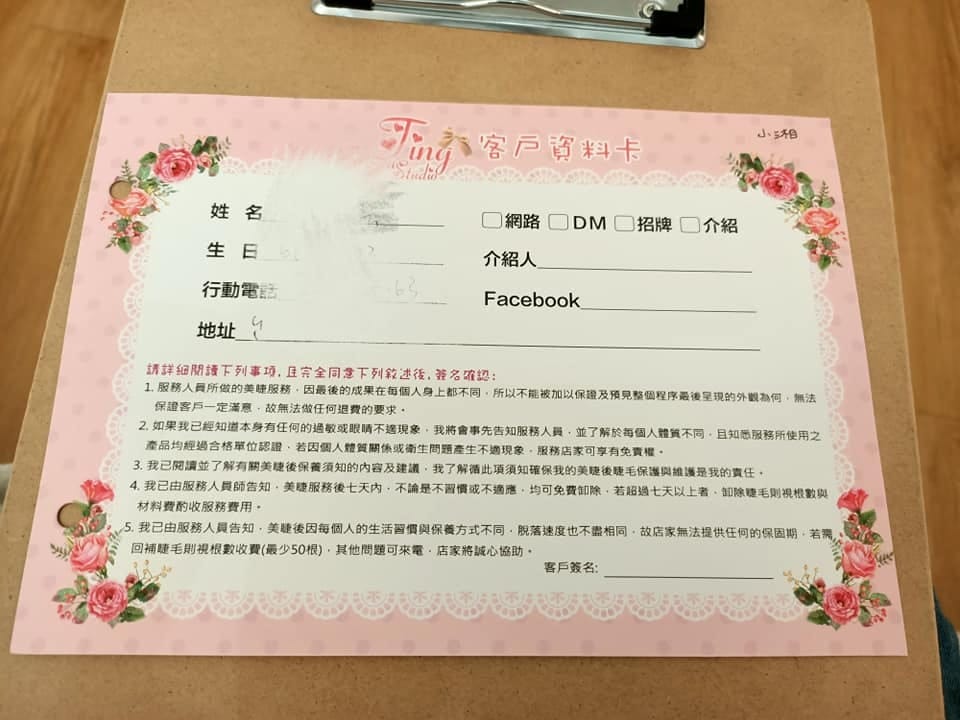 Ting Studio 客戶資料卡
小湘
姓 名 □網路 □DM □招牌 □介紹
生 日 介紹人
行動電話 63 Facebook
地址
請詳細閱讀下列事項,且完全同意下列敘述後,簽名確認:
1. 服務人員所做的美睫服務,因最後的成果在每個人身上都不同,所以不能被加以保證及預見整個程序最後呈現的外觀為何,無法
保證客戶一定滿意,故無法做任何退費的要求。
2. 如果我已經知道本身有任何的過敏或眼睛不適現象,我將會事先告知服務人員,並了解於每個人體質不同,且知悉服務所使用之
產品均經過合格單位認證,若因個人體質關係或衛生問題產生不適現象,服務店家可享有免責權。
3. 我已閱讀並了解有關美睫後保養須知的內容及建議,我了解循此項須知確保我的美睫後睫毛保護與維護是我的責任。
4. 我已由服務人員師告知,美睫服務後七天內,不論是不習慣或不適應,均可免費卸除,若超過七天以上者,卸除睫毛則視根數與
材料費酌收服務費用。
5. 我已由服務人員告知,美睫後因每個人的生活習慣與保養方式不同,脫落速度也不盡相同,故店家無法提供任何的保固期,若需
回補睫毛則視根數收費(最少50根),其他問題可來電,店家將誠心協助。
客戶簽名: